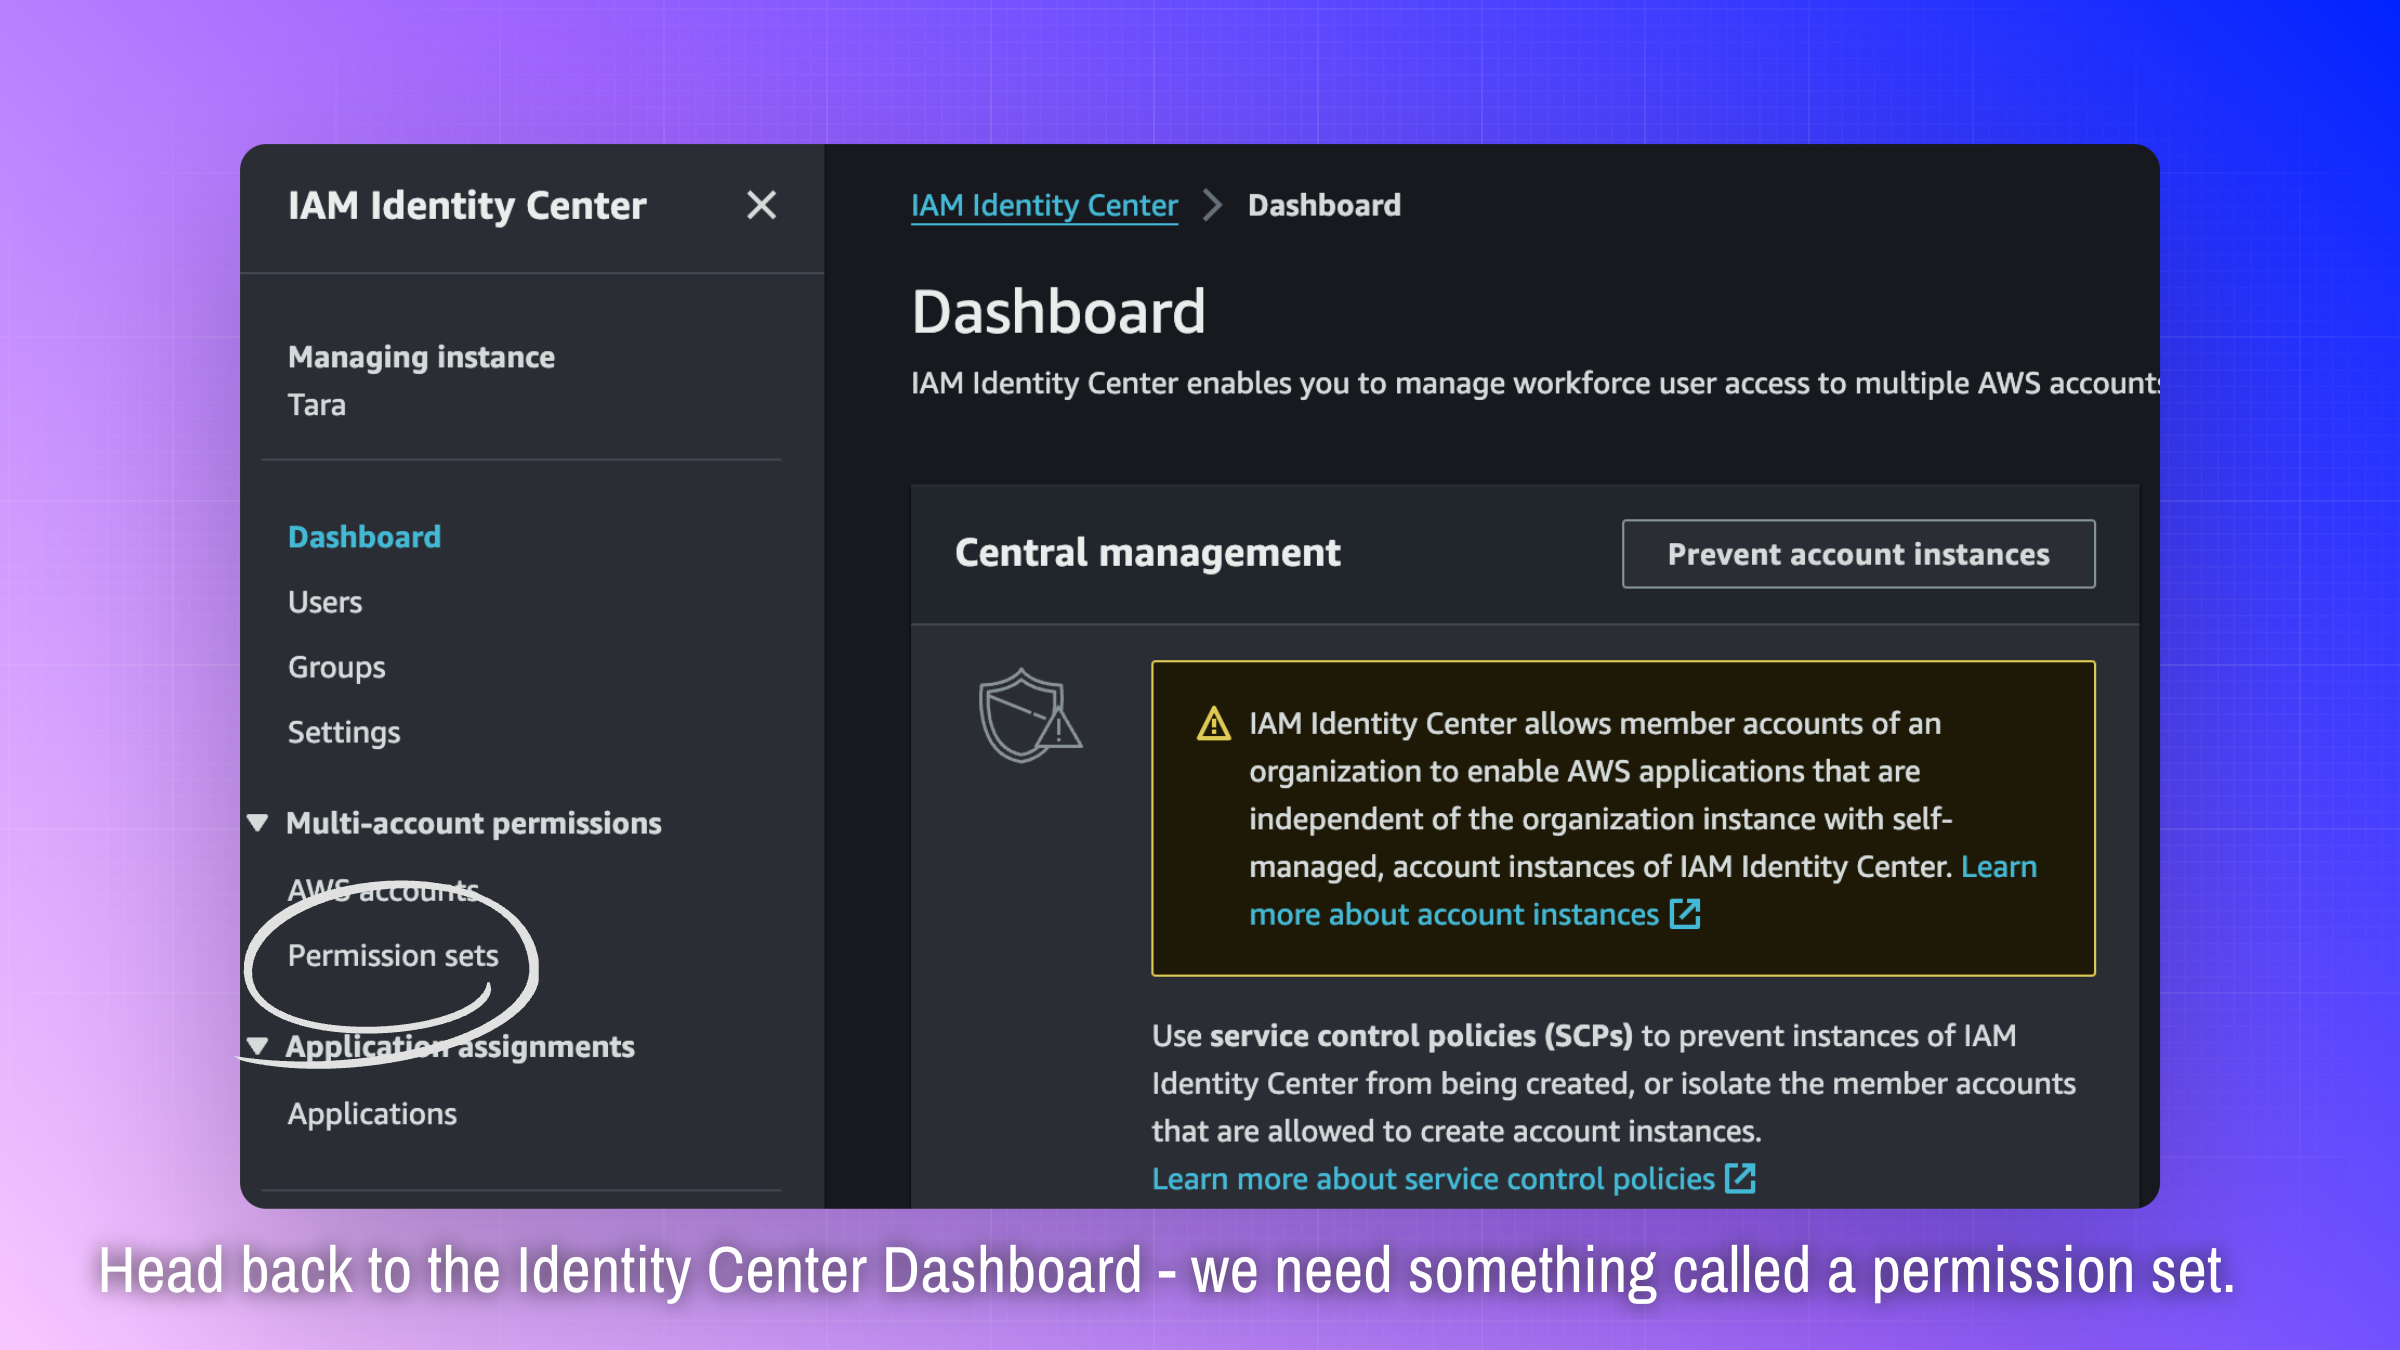 IAM Identity Center
Managing instance
Tara
Dashboard
Users
Groups
Settings
Multi-account permissions
AWS accounts
Permission sets
Application assignments
Applications
IAM Identity Center > Dashboard
Dashboard
IAM Identity Center enables you to manage workforce user access to multiple AWS accounts
Central management
Prevent account instances
IAM Identity Center allows member accounts of an
organization to enable AWS applications that are
independent of the organization instance with self-
managed, account instances of IAM Identity Center. Learn
more about account instances
Use service control policies (SCPs) to prevent instances of IAM
Identity Center from being created, or isolate the member accounts
that are allowed to create account instances.
Learn more about service control policies
Head back to the Identity Center Dashboard - we need something called a permission set.